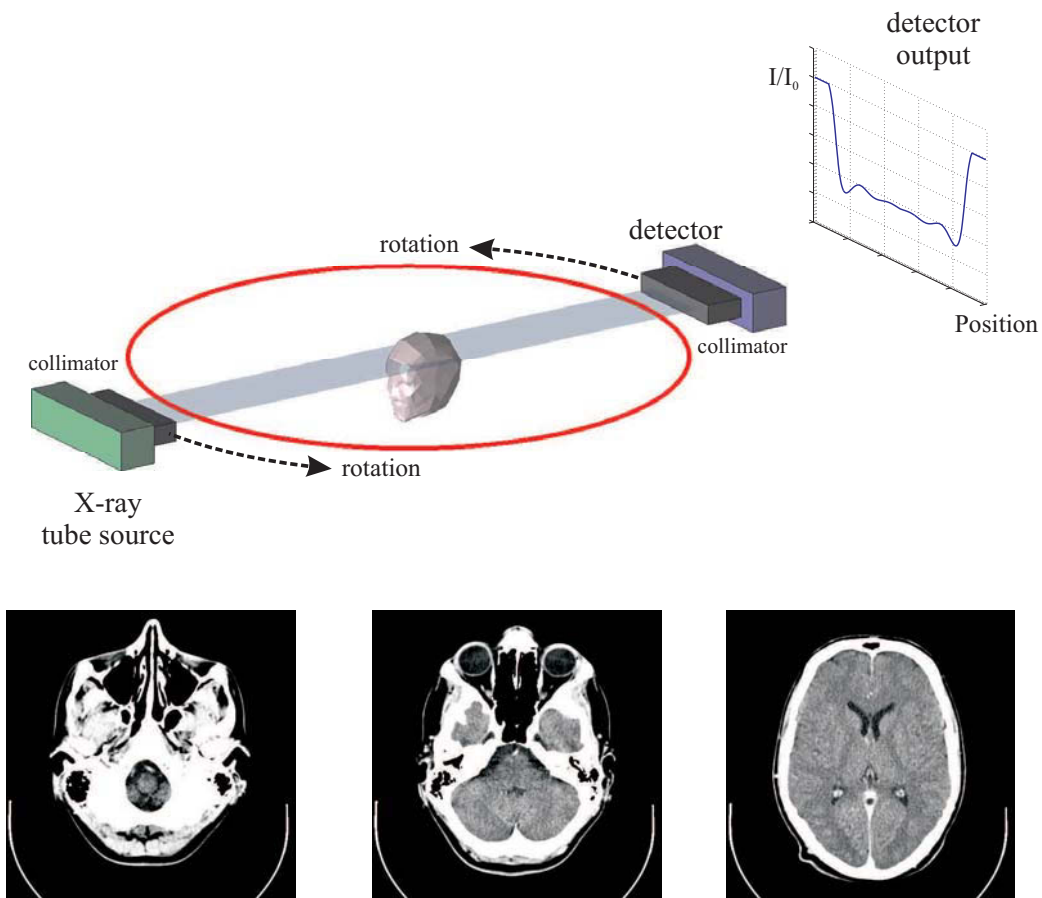 detector
output
I/I₀
Position
detector
rotation
collimator
collimator
rotation
X-ray
tube source